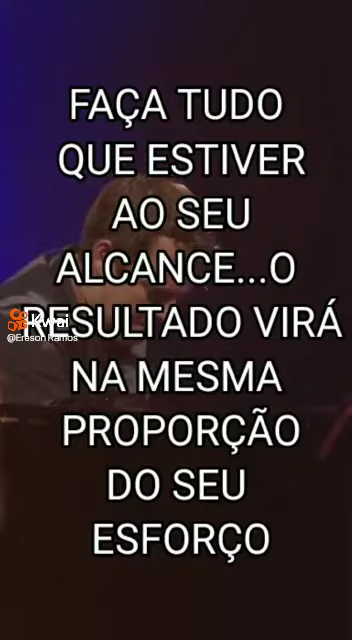 FAÇA TUDO
QUE ESTIVER
AO SEU
ALCANCE...O
RESULTADO VIRÁ
NA MESMA
PROPORÇÃO
DO SEU
ESFORÇO
Kwai
@Ereson Ramos